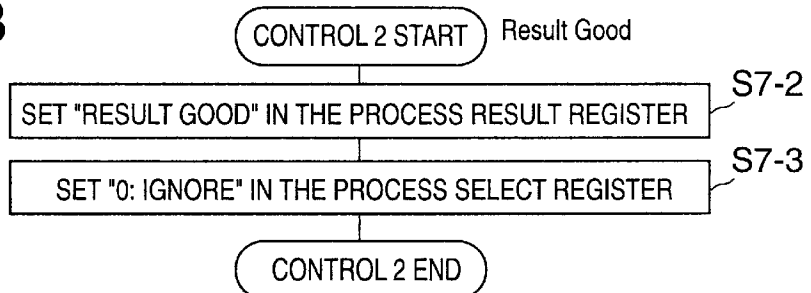 CONTROL 2 START
Result Good
SET "RESULT GOOD" IN THE PROCESS RESULT REGISTER
S7-2
SET "0: IGNORE" IN THE PROCESS SELECT REGISTER
S7-3
CONTROL 2 END